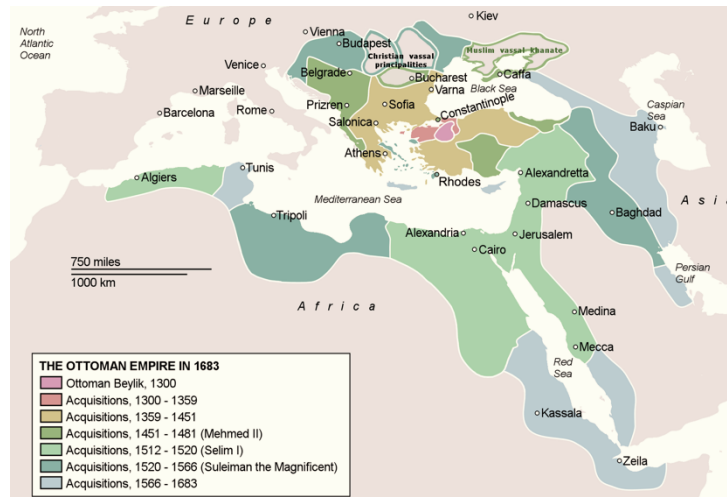 Europe
Kiev
North
Atlantic
Ocean
Vienna
Budapest
Christian vassal
principalities
Muslim vassal khanate
Venice
Belgrade
Bucharest
Caffa
Varna
Black Sea
Marseille
Caspian
Sea
Barcelona
Rome
Prizren
Sofia
Constantinople
Salonica
Baku
Athens
Algiers
Tunis
Rhodes
Alexandretta
Asi
Mediterranean Sea
Damascus
Tripoli
Baghdad
Alexandria
Jerusalem
Cairo
750 miles
1000 km
Persian
Gulf
Africa
Medina
Mecca
Red
Sea
Kassala
Zeila
THE OTTOMAN EMPIRE IN 1683
Ottoman Beylik, 1300
Acquisitions, 1300 - 1359
Acquisitions, 1359 - 1451
Acquisitions, 1451 - 1481 (Mehmed II)
Acquisitions, 1512 - 1520 (Selim I)
Acquisitions, 1520 - 1566 (Suleiman the Magnificent)
Acquisitions, 1566 - 1683